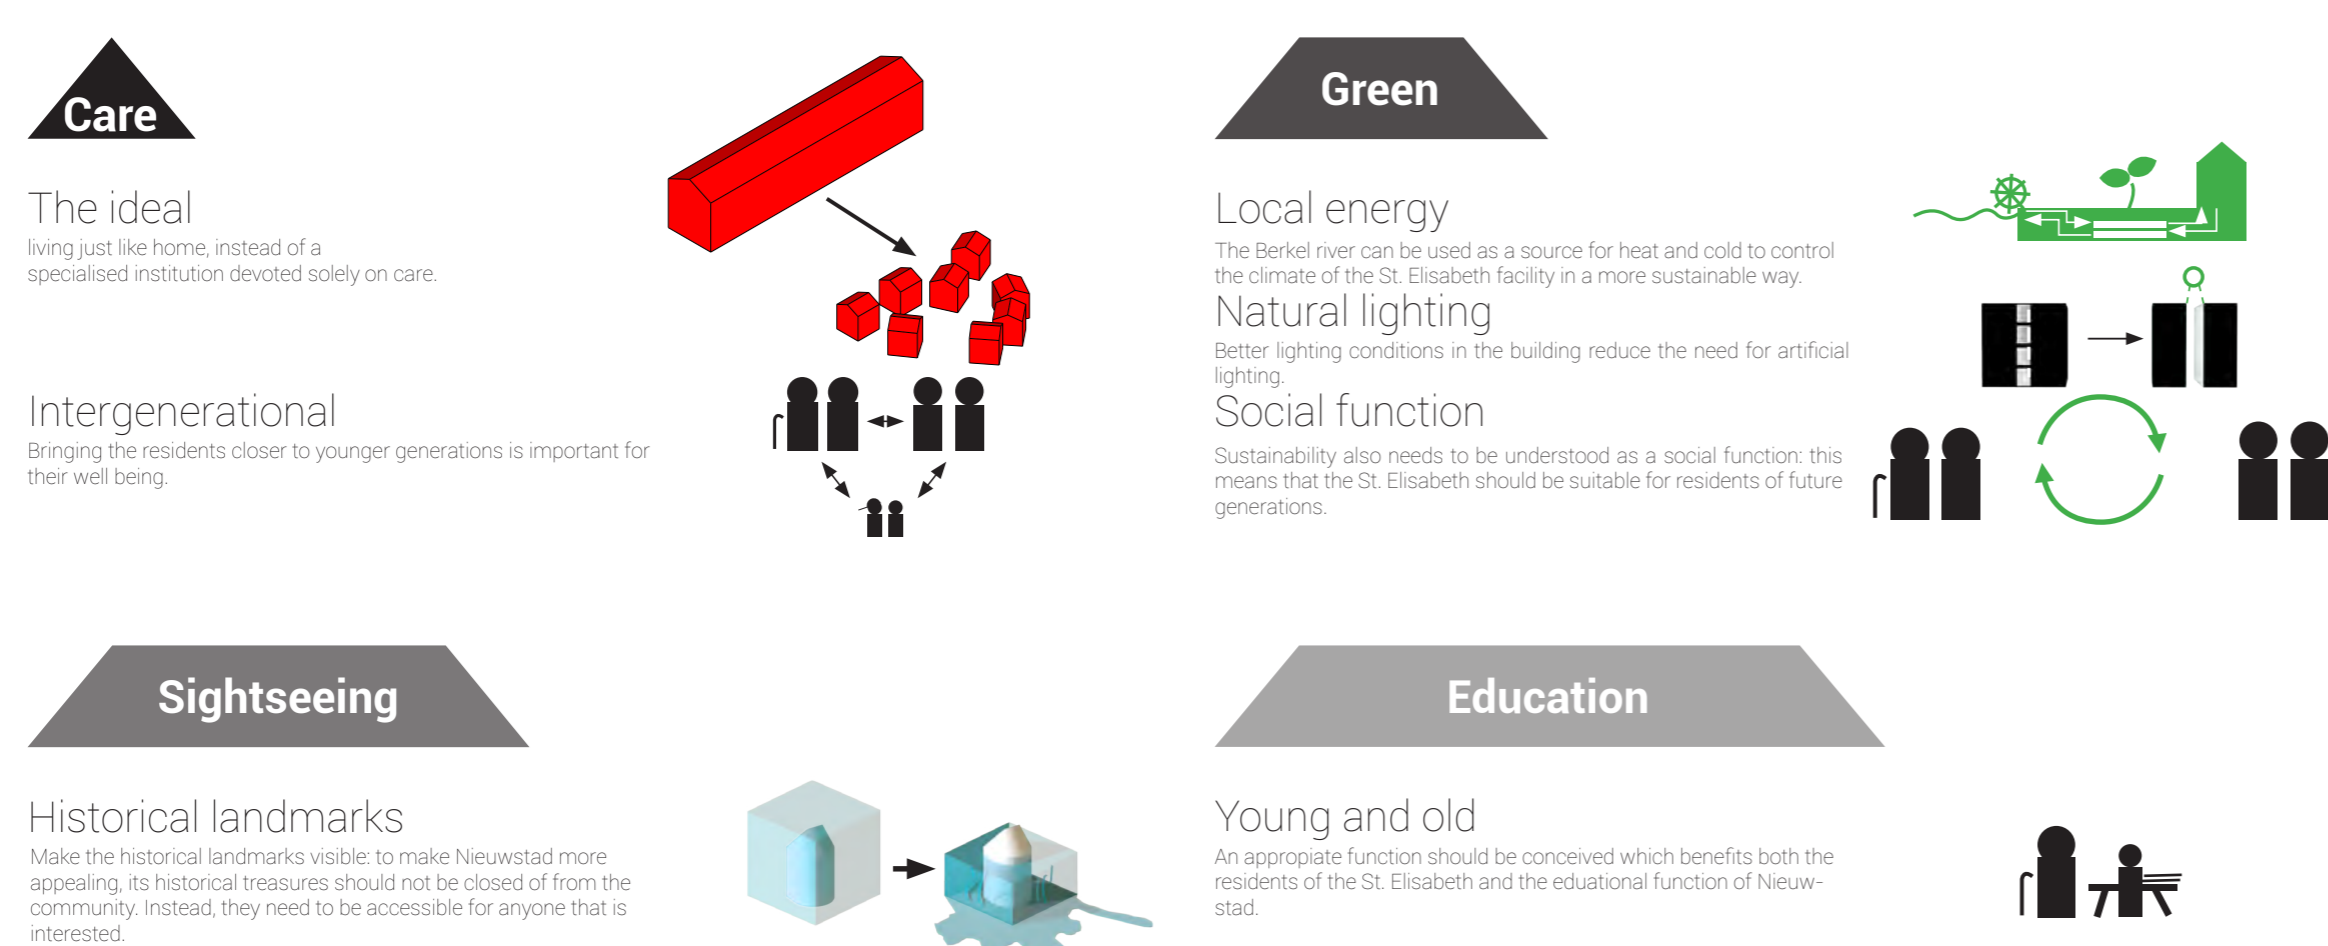 Care
The ideal
living just like home, instead of a
specialised institution devoted solely on care.
Intergenerational
Bringing the residents closer to younger generations is important for
their well being.
Green
Local energy
The Berkel river can be used as a source for heat and cold to control
the climate of the St. Elisabeth facility in a more sustainable way.
Natural lighting
Better lighting conditions in the building reduce the need for artificial
lighting.
Social function
Sustainability also needs to be understood as a social function: this
means that the St. Elisabeth should be suitable for residents of future
generations.
Sightseeing
Historical landmarks
Make the historical landmarks visible: to make Nieuwstad more
appealing, its historical treasures should not be closed of from the
community. Instead, they need to be accessible for anyone that is
interested.
Education
Young and old
An appropiate function should be conceived which benefits both the
residents of the St. Elisabeth and the eduational function of Nieuw-
stad.